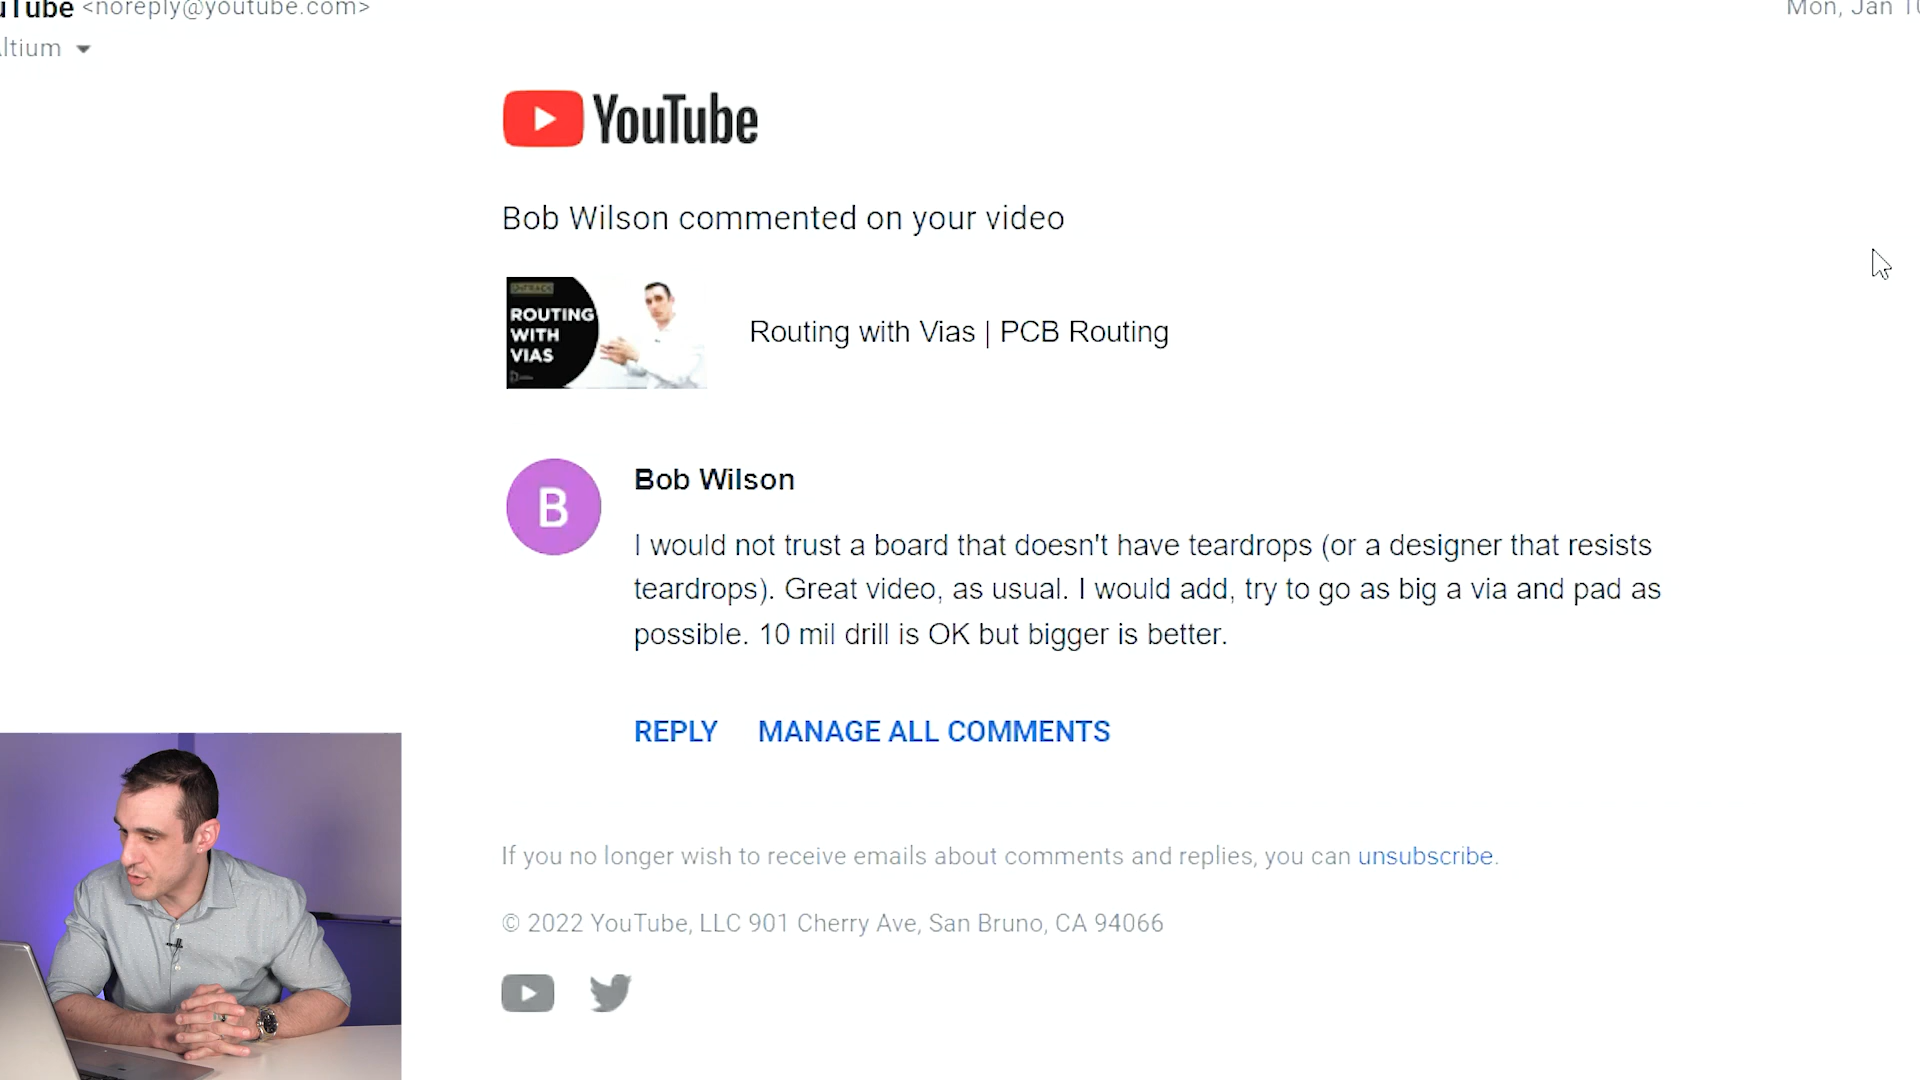 uTube <noreply@youtube.com>
Mon, Jan 10
ltium
YouTube
Bob Wilson commented on your video
ONTRACK
ROUTING
WITH
VIAS
Routing with Vias | PCB Routing
B
Bob Wilson
I would not trust a board that doesn't have teardrops (or a designer that resists
teardrops). Great video, as usual. I would add, try to go as big a via and pad as
possible. 10 mil drill is OK but bigger is better.
REPLY MANAGE ALL COMMENTS
If you no longer wish to receive emails about comments and replies, you can unsubscribe.
© 2022 YouTube, LLC 901 Cherry Ave, San Bruno, CA 94066